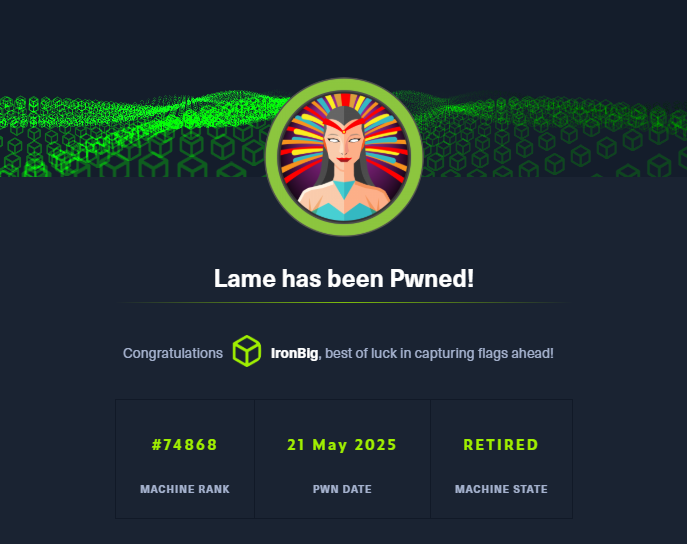 Lame has been Pwned!
Congratulations IronBig, best of luck in capturing flags ahead!
#74868 21 May 2025 RETIRED
MACHINE RANK PWN DATE MACHINE STATE